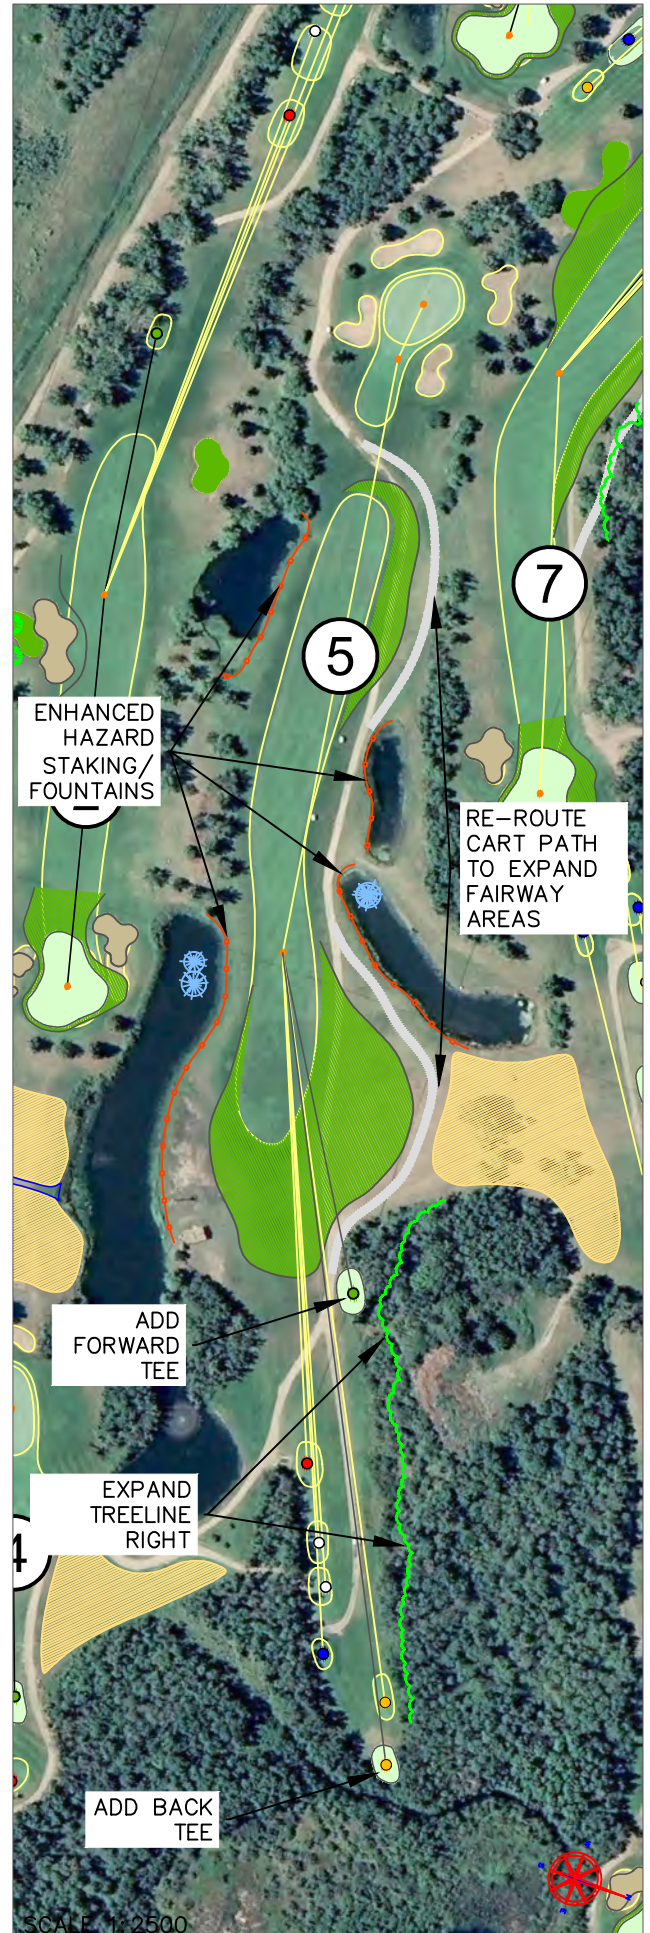 7
5
ENHANCED
HAZARD
STAKING/
FOUNTAINS
RE-ROUTE
CART PATH
TO EXPAND
FAIRWAY
AREAS
ADD
FORWARD
TEE
EXPAND
TREELINE
RIGHT
4
ADD BACK
TEE
SCALE 1:2500